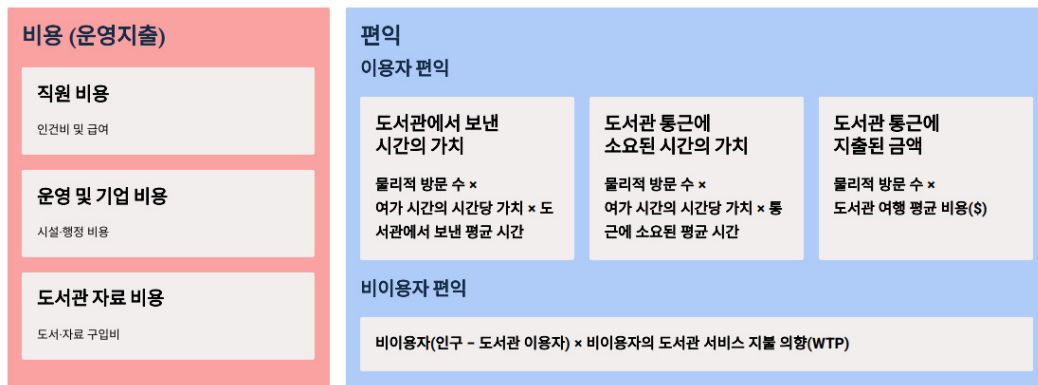 비용 (운영지출)
직원 비용
인건비 및 급여
운영 및 기업 비용
시설·행정 비용
도서관 자료 비용
도서·자료 구입비
편익
이용자 편익
도서관에서 보낸
시간의 가치
물리적 방문 수 ×
여가 시간의 시간당 가치 × 도
서관에서 보낸 평균 시간
도서관 통근에
소요된 시간의 가치
물리적 방문 수 ×
여가 시간의 시간당 가치 × 통
근에 소요된 평균 시간
도서관 통근에
지출된 금액
물리적 방문 수 ×
도서관 여행 평균 비용($)
비이용자 편익
비이용자(인구 – 도서관 이용자) × 비이용자의 도서관 서비스 지불 의향(WTP)